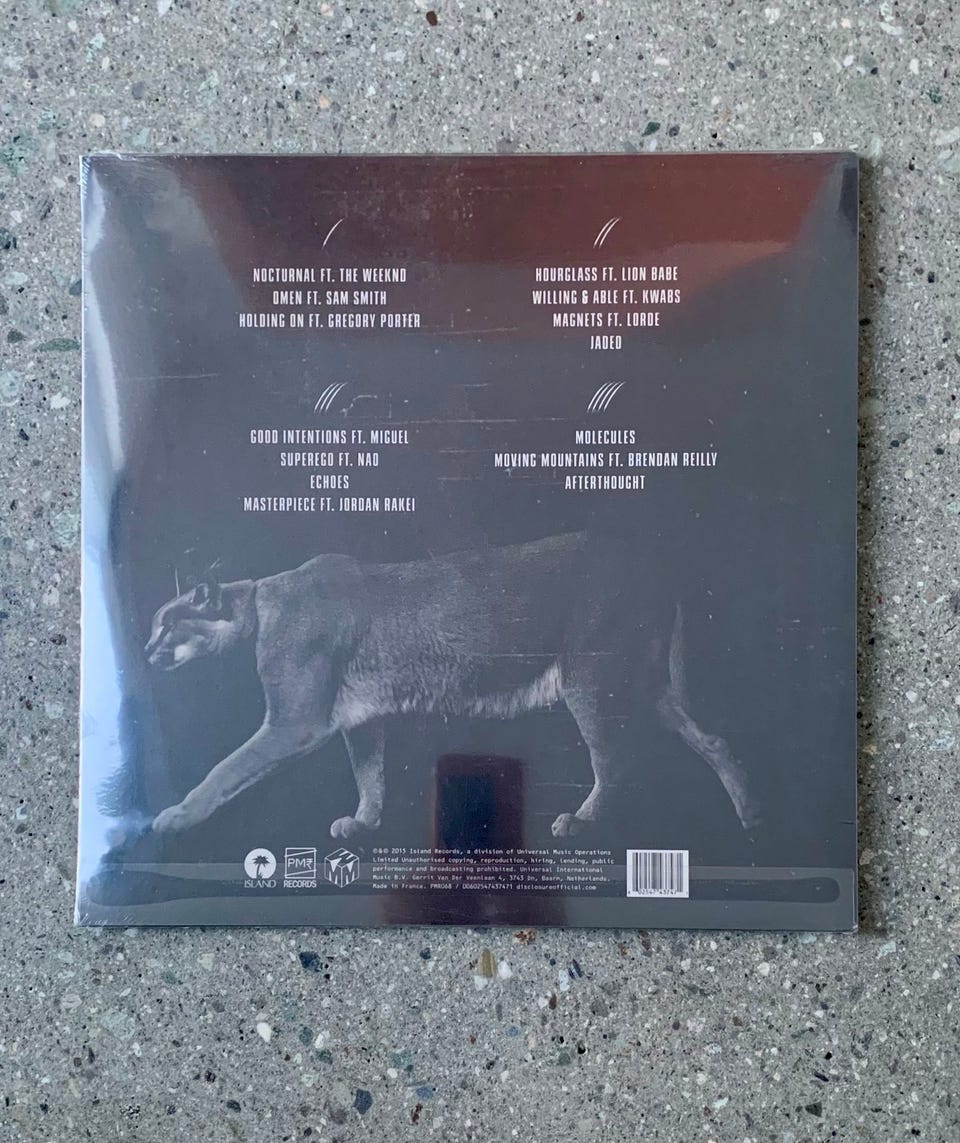 NOCTURNAL FT. THE WEEKND
OMEN FT. SAM SMITH
HOLDING ON FT. GREGORY PORTER
HOURGLASS FT. LION BABE
WILLING & ABLE FT. KWABS
MAGNETS FT. LORDE
JADED
GOOD INTENTIONS FT. MIGUEL
SUPEREGO FT. NAO
ECHOES
MASTERPIECE FT. JORDAN RAKEI
MOLECULES
MOVING MOUNTAINS FT. BRENDAN REILLY
AFTERTHOUGHT
ISLAND
PMR
RECORDS
℗&© 2015 Island Records, a division of Universal Music Operations
Limited Unauthorised copying, reproduction, hiring, lending, public
performance and broadcasting prohibited. Universal International
Music B.V. Gerrit Van Der Veenlaan 4, 3743 Dn, Baarn, Netherlands.
Made in France. PMR068 / 00602547437471 disclosureofficial.com